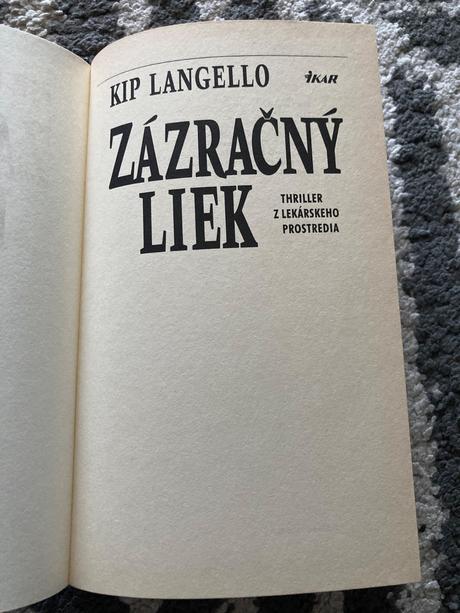 KIP LANGELLO
IKAR
ZÁZRAČNÝ
LIEK
THRILLER
Z LEKÁRSKEHO
PROSTREDIA